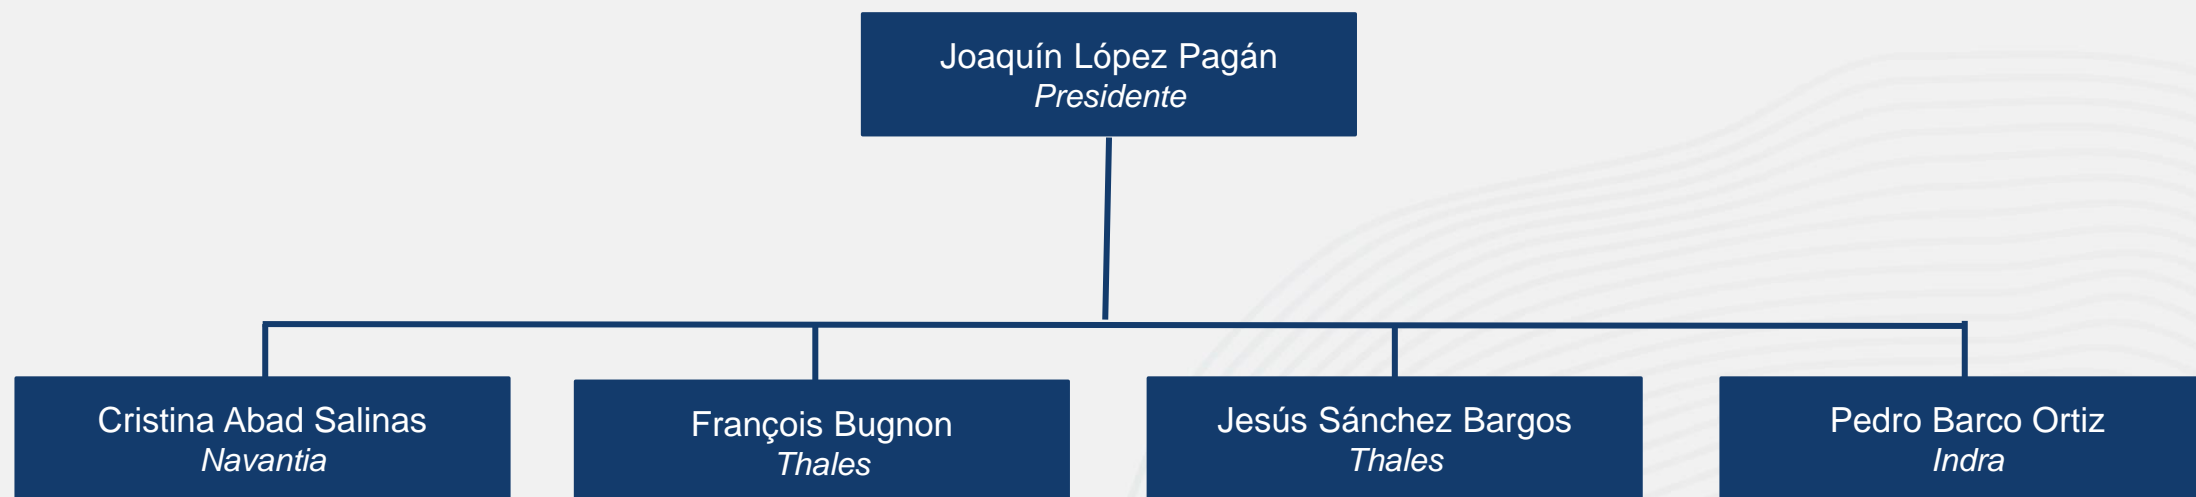 Joaquín López Pagán
Presidente
Cristina Abad Salinas
Navantia
François Bugnon
Thales
Jesús Sánchez Bargos
Thales
Pedro Barco Ortiz
Indra